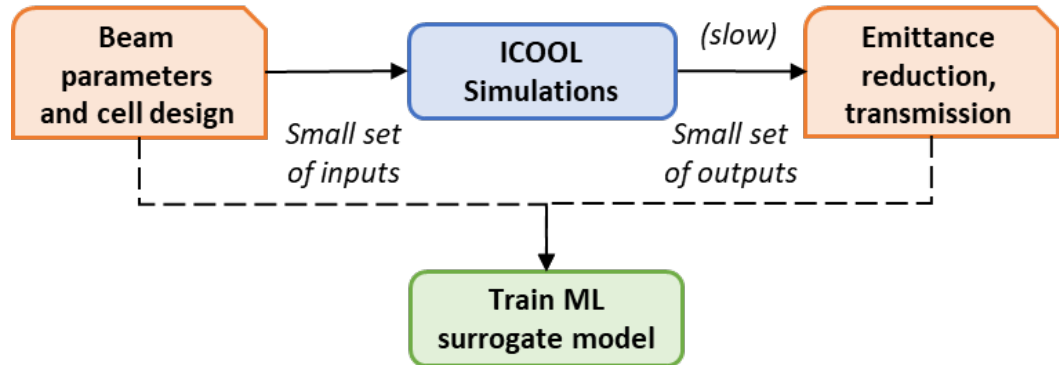 Beam
parameters
and cell design
ICOOL
Simulations
(slow)
Emittance
reduction,
transmission
Small set
of inputs
Small set
of outputs
Train ML
surrogate model